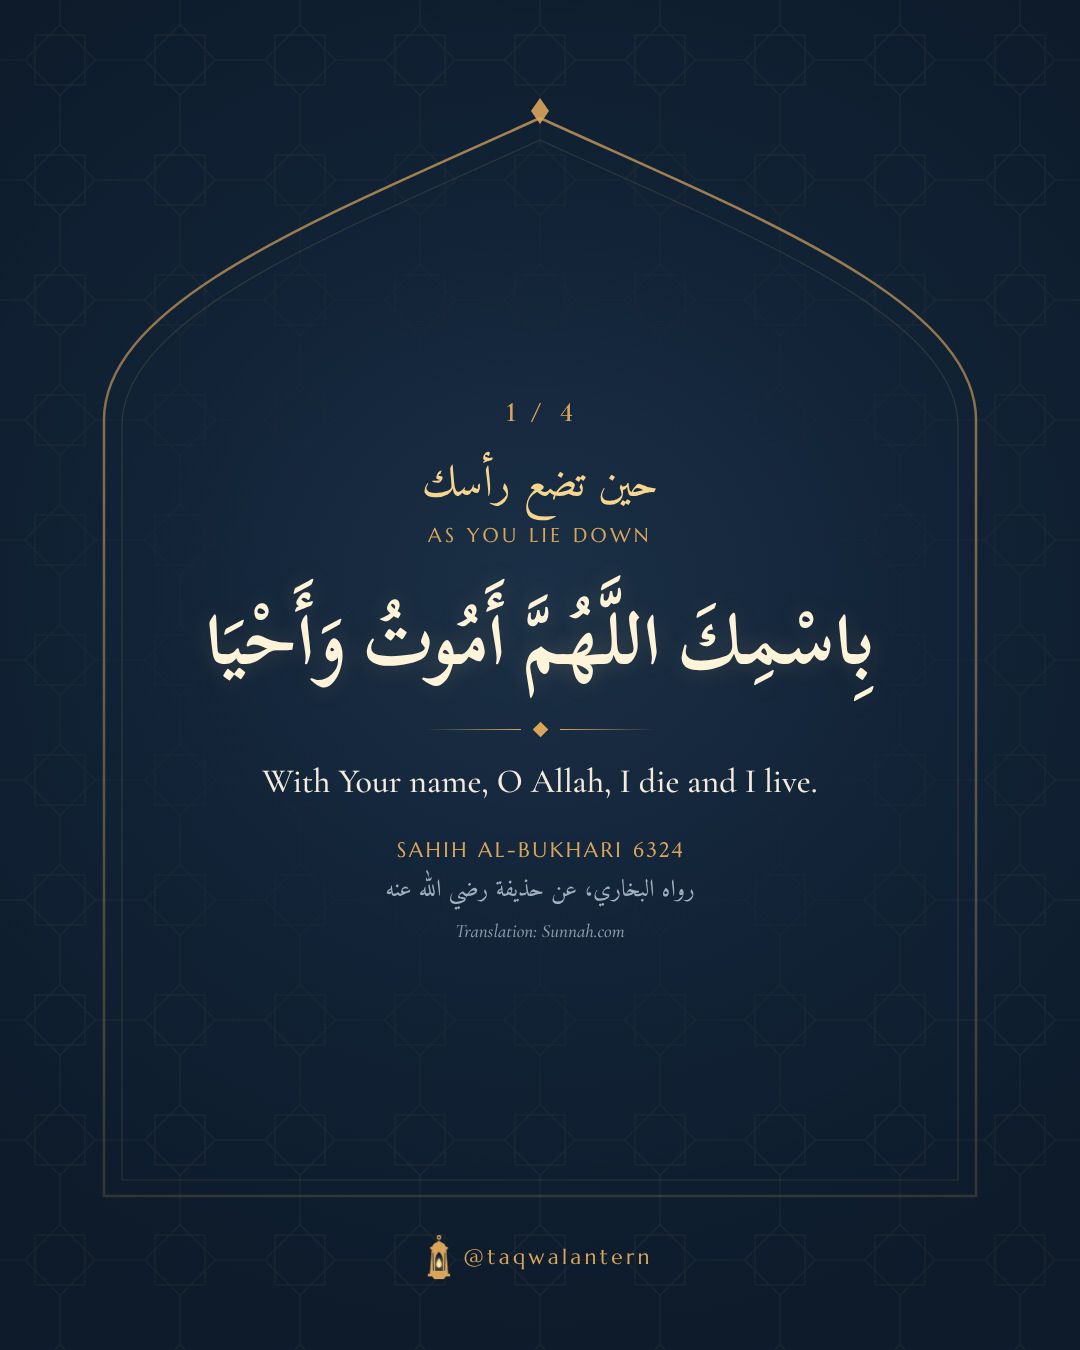 1 / 4
حين تضع رأسك
AS YOU LIE DOWN
بِاسْمِكَ اللَّهُمَّ أَمُوتُ وَأَحْيَا
With Your name, O Allah, I die and I live.
SAHIH AL-BUKHARI 6324
رواه البخاري، عن حذيفة رضي الله عنه
Translation: Sunnah.com
@taqwalantern